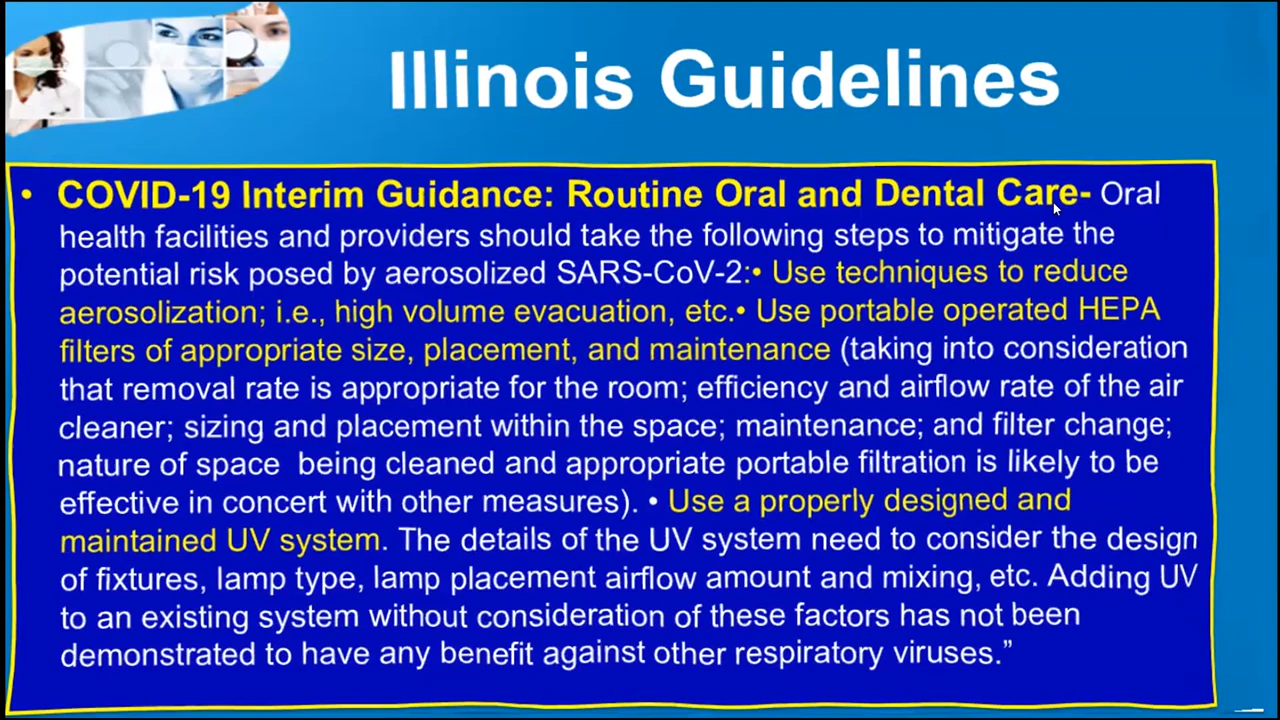 Illinois Guidelines
• COVID-19 Interim Guidance: Routine Oral and Dental Care- Oral
health facilities and providers should take the following steps to mitigate the
potential risk posed by aerosolized SARS-CoV-2:• Use techniques to reduce
aerosolization; i.e., high volume evacuation, etc.• Use portable operated HEPA
filters of appropriate size, placement, and maintenance (taking into consideration
that removal rate is appropriate for the room; efficiency and airflow rate of the air
cleaner; sizing and placement within the space; maintenance; and filter change;
nature of space  being cleaned and appropriate portable filtration is likely to be
effective in concert with other measures). • Use a properly designed and
maintained UV system. The details of the UV system need to consider the design
of fixtures, lamp type, lamp placement airflow amount and mixing, etc. Adding UV
to an existing system without consideration of these factors has not been
demonstrated to have any benefit against other respiratory viruses.”